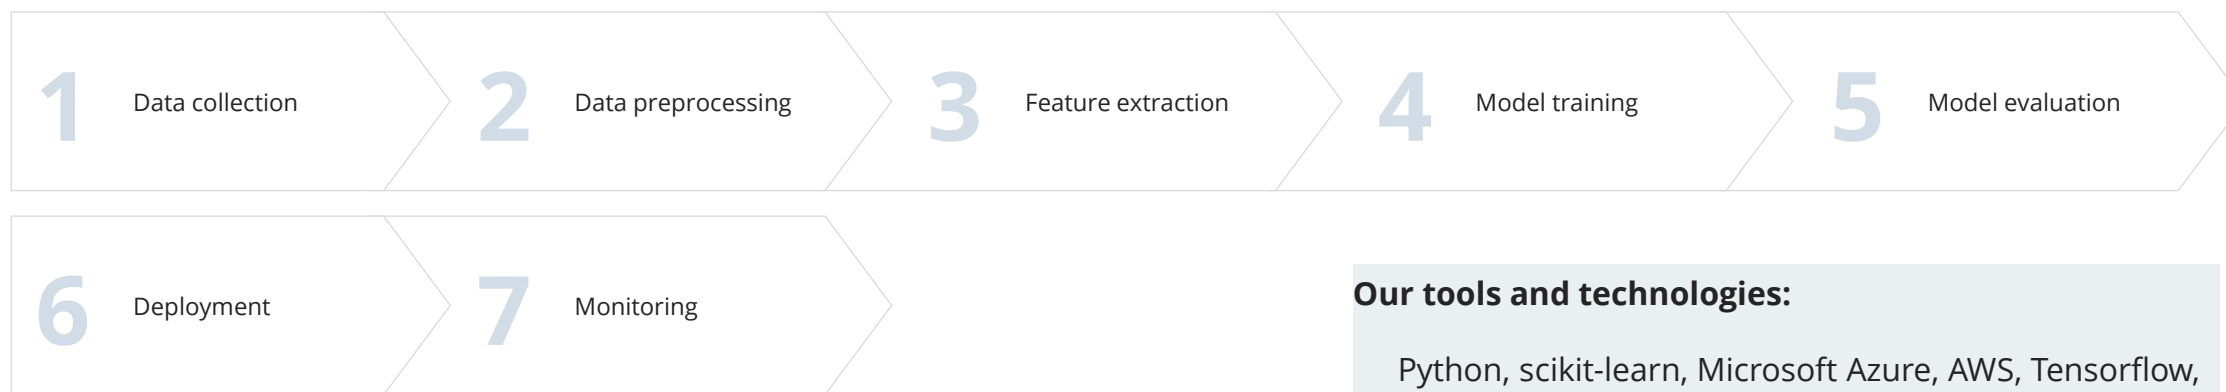 1 Data collection
2 Data preprocessing
3 Feature extraction
4 Model training
5 Model evaluation
6 Deployment
7 Monitoring
Our tools and technologies:
Python, scikit-learn, Microsoft Azure, AWS, Tensorflow,